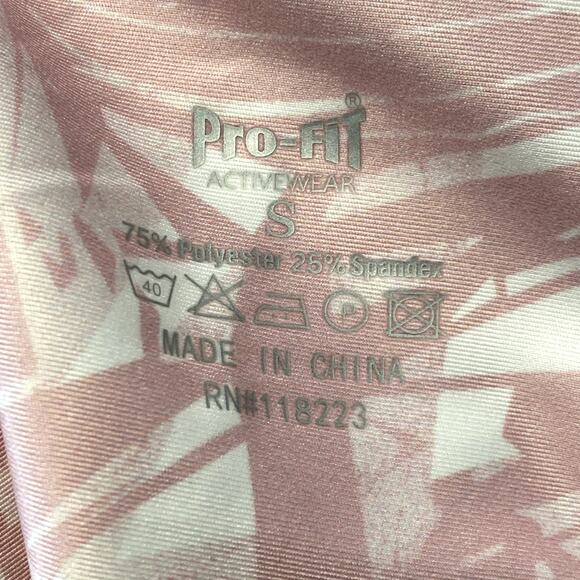 Pro-Fit®
ACTIVEWEAR
S
75% Polyester 25% Spandex
40 P
MADE IN CHINA
RN#118223